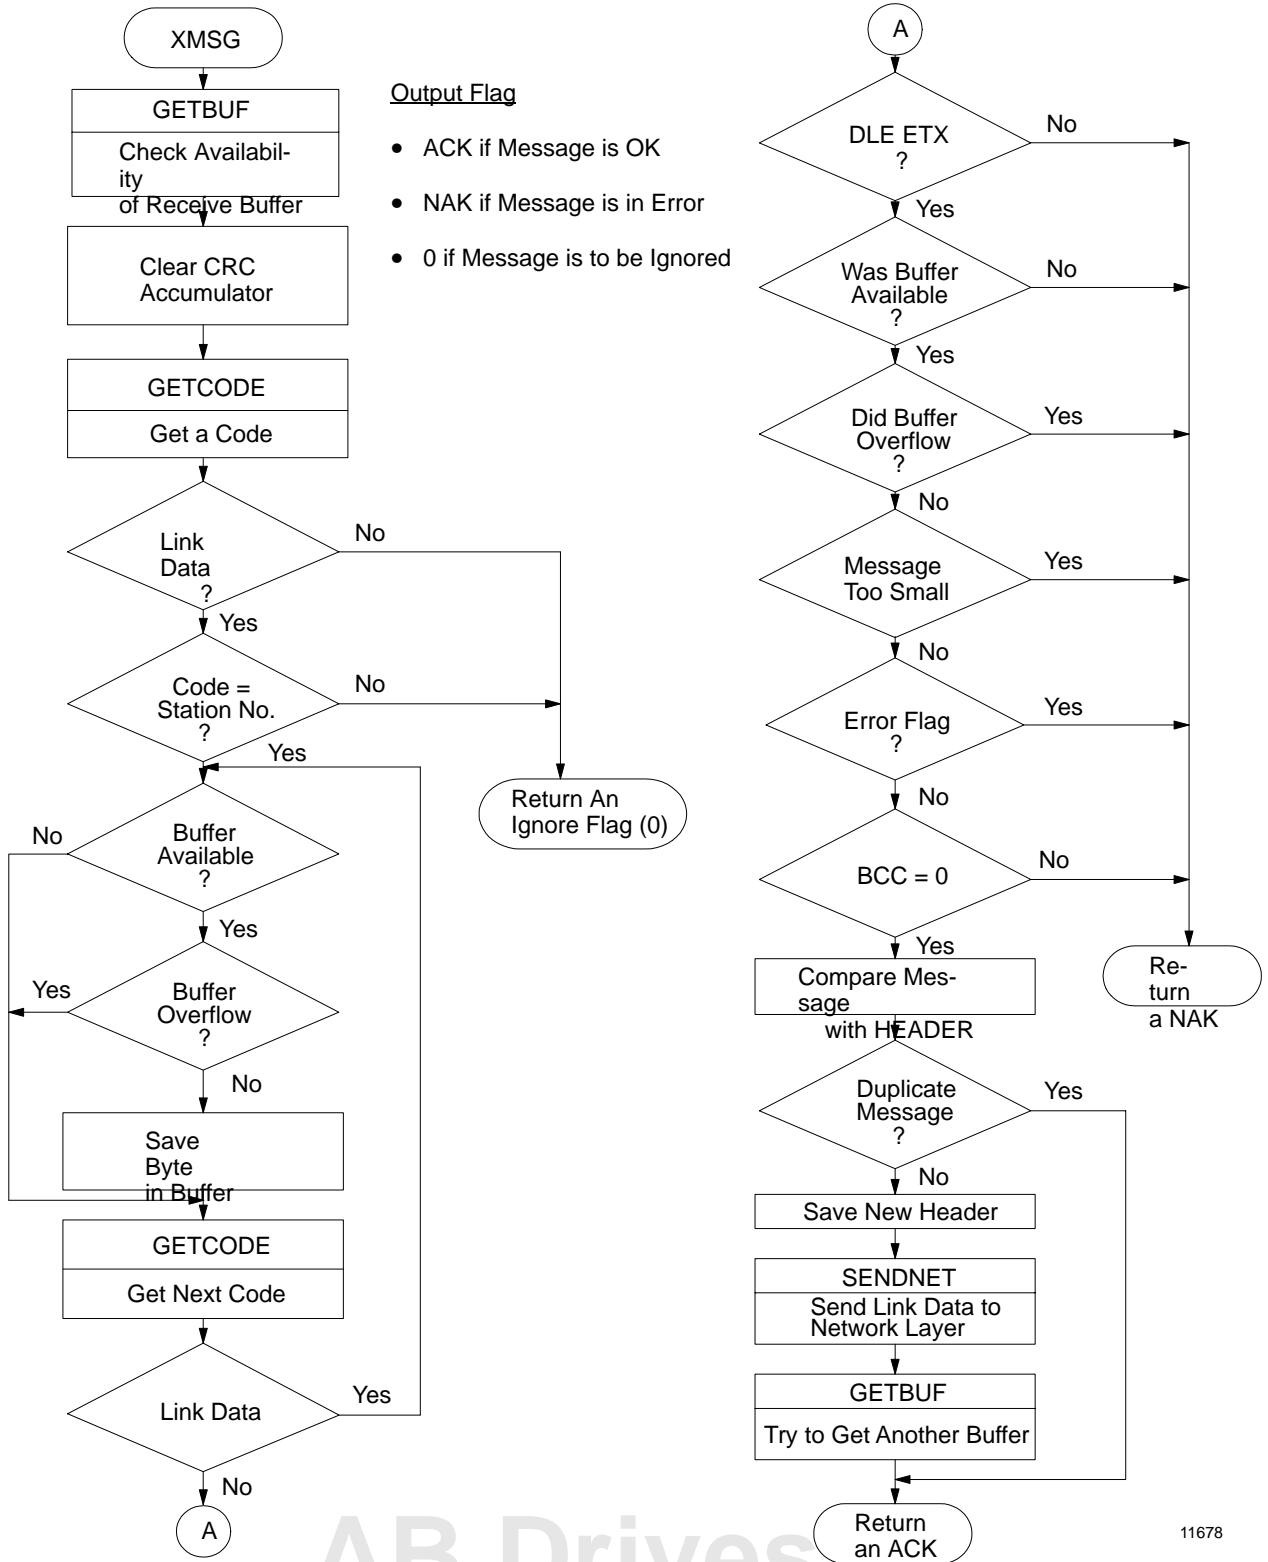 XMSG
GETBUF
Check Availabil-
ity
of Receive Buffer
Clear CRC
Accumulator
GETCODE
Get a Code
Link
Data
?
No
Yes
Code =
Station No.
?
No
Yes
Return An
Ignore Flag (0)
Buffer
Available
?
No
Yes
Buffer
Overflow
?
Yes
No
Save
Byte
in Buffer
GETCODE
Get Next Code
Link Data
Yes
No
A
Output Flag
• ACK if Message is OK
• NAK if Message is in Error
• 0 if Message is to be Ignored
A
DLE ETX
?
No
Yes
Was Buffer
Available
?
No
Yes
Did Buffer
Overflow
?
Yes
No
Message
Too Small
Yes
No
Error Flag
?
Yes
No
BCC = 0
No
Yes
Re-
turn
a NAK
Compare Mes-
sage
with HEADER
Duplicate
Message
?
Yes
No
Save New Header
SENDNET
Send Link Data to
Network Layer
GETBUF
Try to Get Another Buffer
Return
an ACK
11678
AB Drives